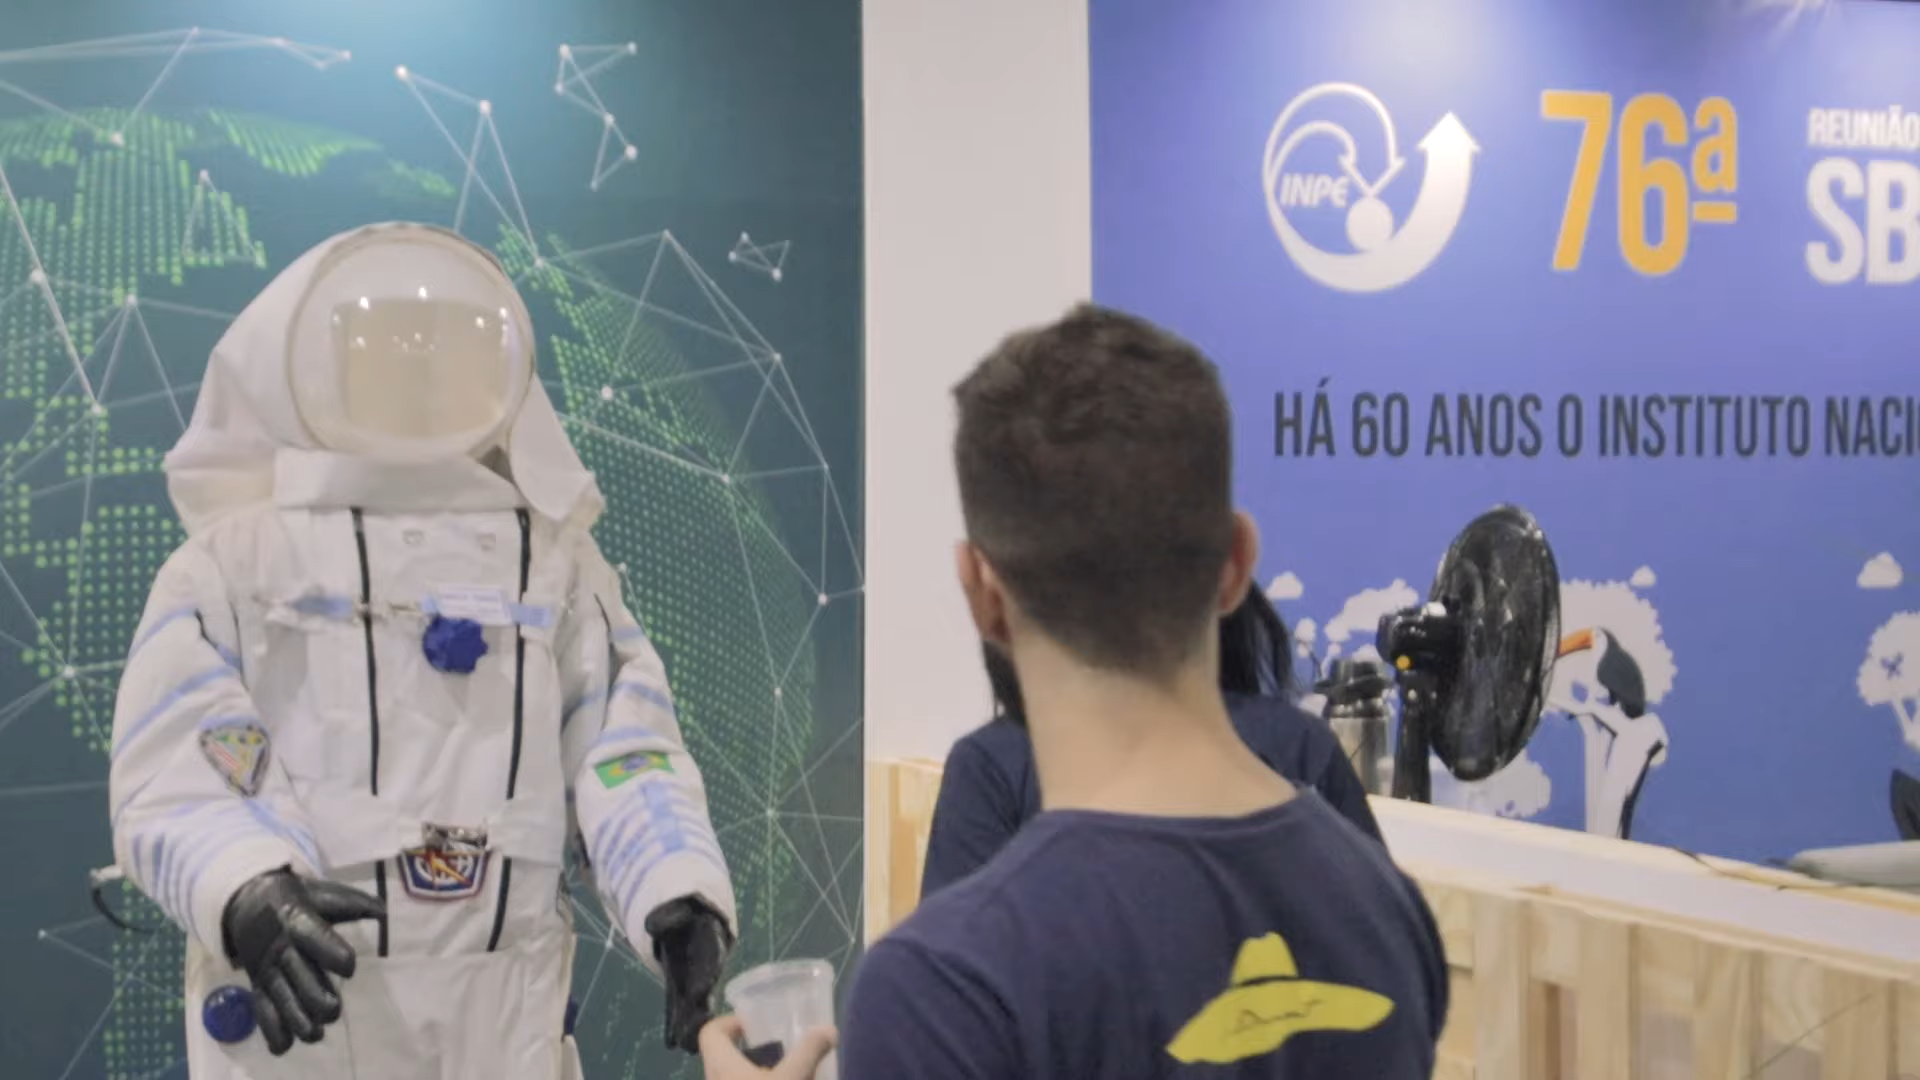 INPE
76ª
REUNIÃO
SB
HÁ 60 ANOS O INSTITUTO NACI